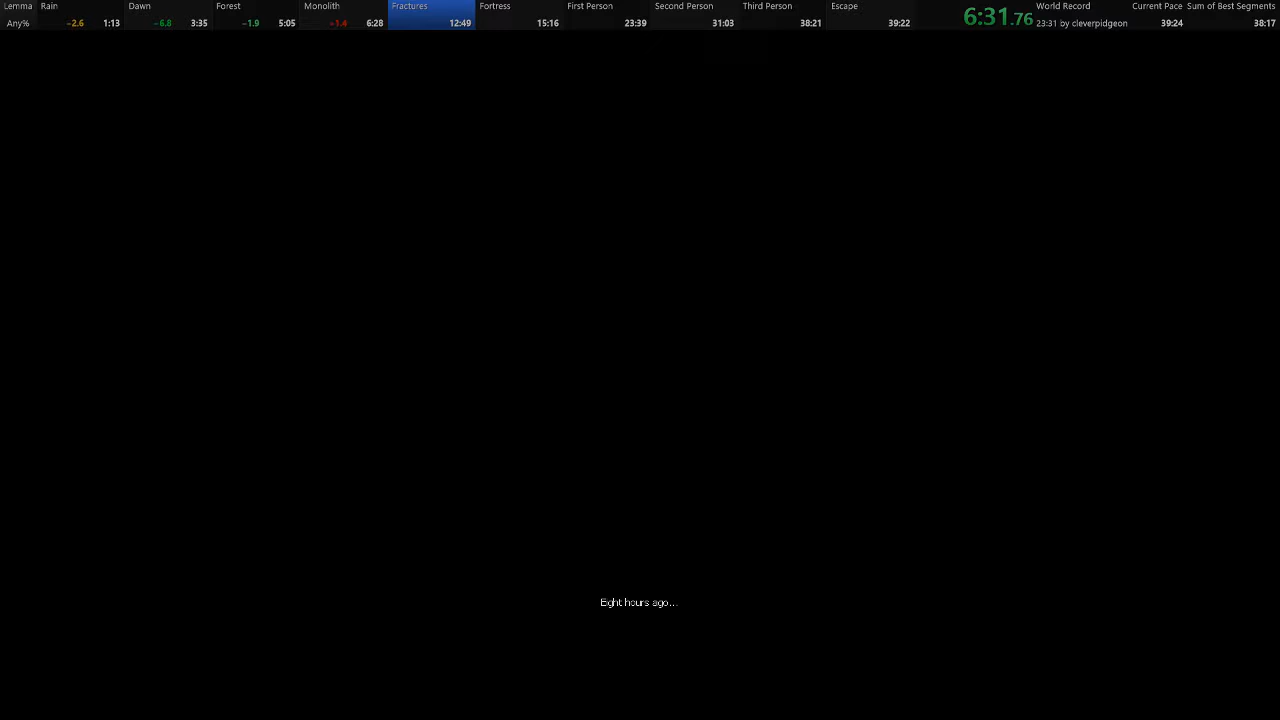 Lemma Rain Dawn Forest Monolith Fractures Fortress First Person Second Person Third Person Escape 6:31.76 World Record Current Pace Sum of Best Segments
Any% −2.6 1:13 −6.8 3:35 −1.9 5:05 −1.4 6:28 12:49 15:16 23:39 31:03 38:21 39:22 23:31 by cleverpidgeon 39:24 38:17
Eight hours ago...